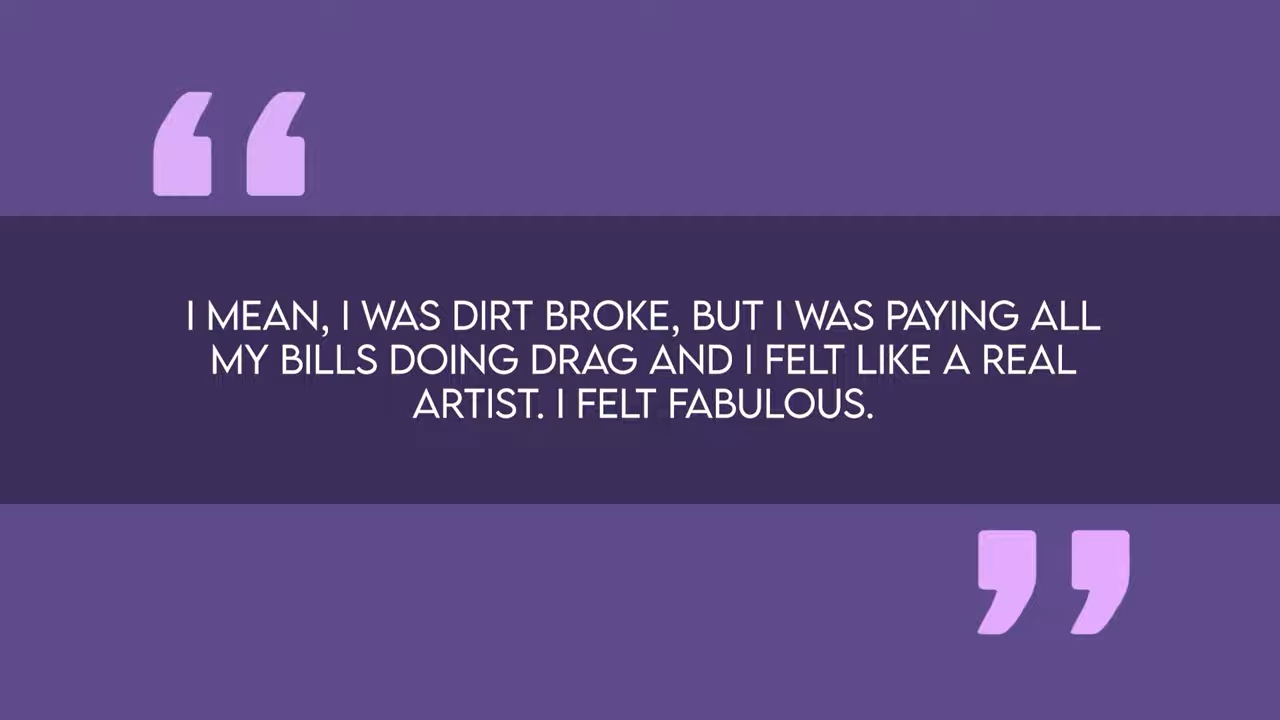 I MEAN, I WAS DIRT BROKE, BUT I WAS PAYING ALL
MY BILLS DOING DRAG AND I FELT LIKE A REAL
ARTIST. I FELT FABULOUS.